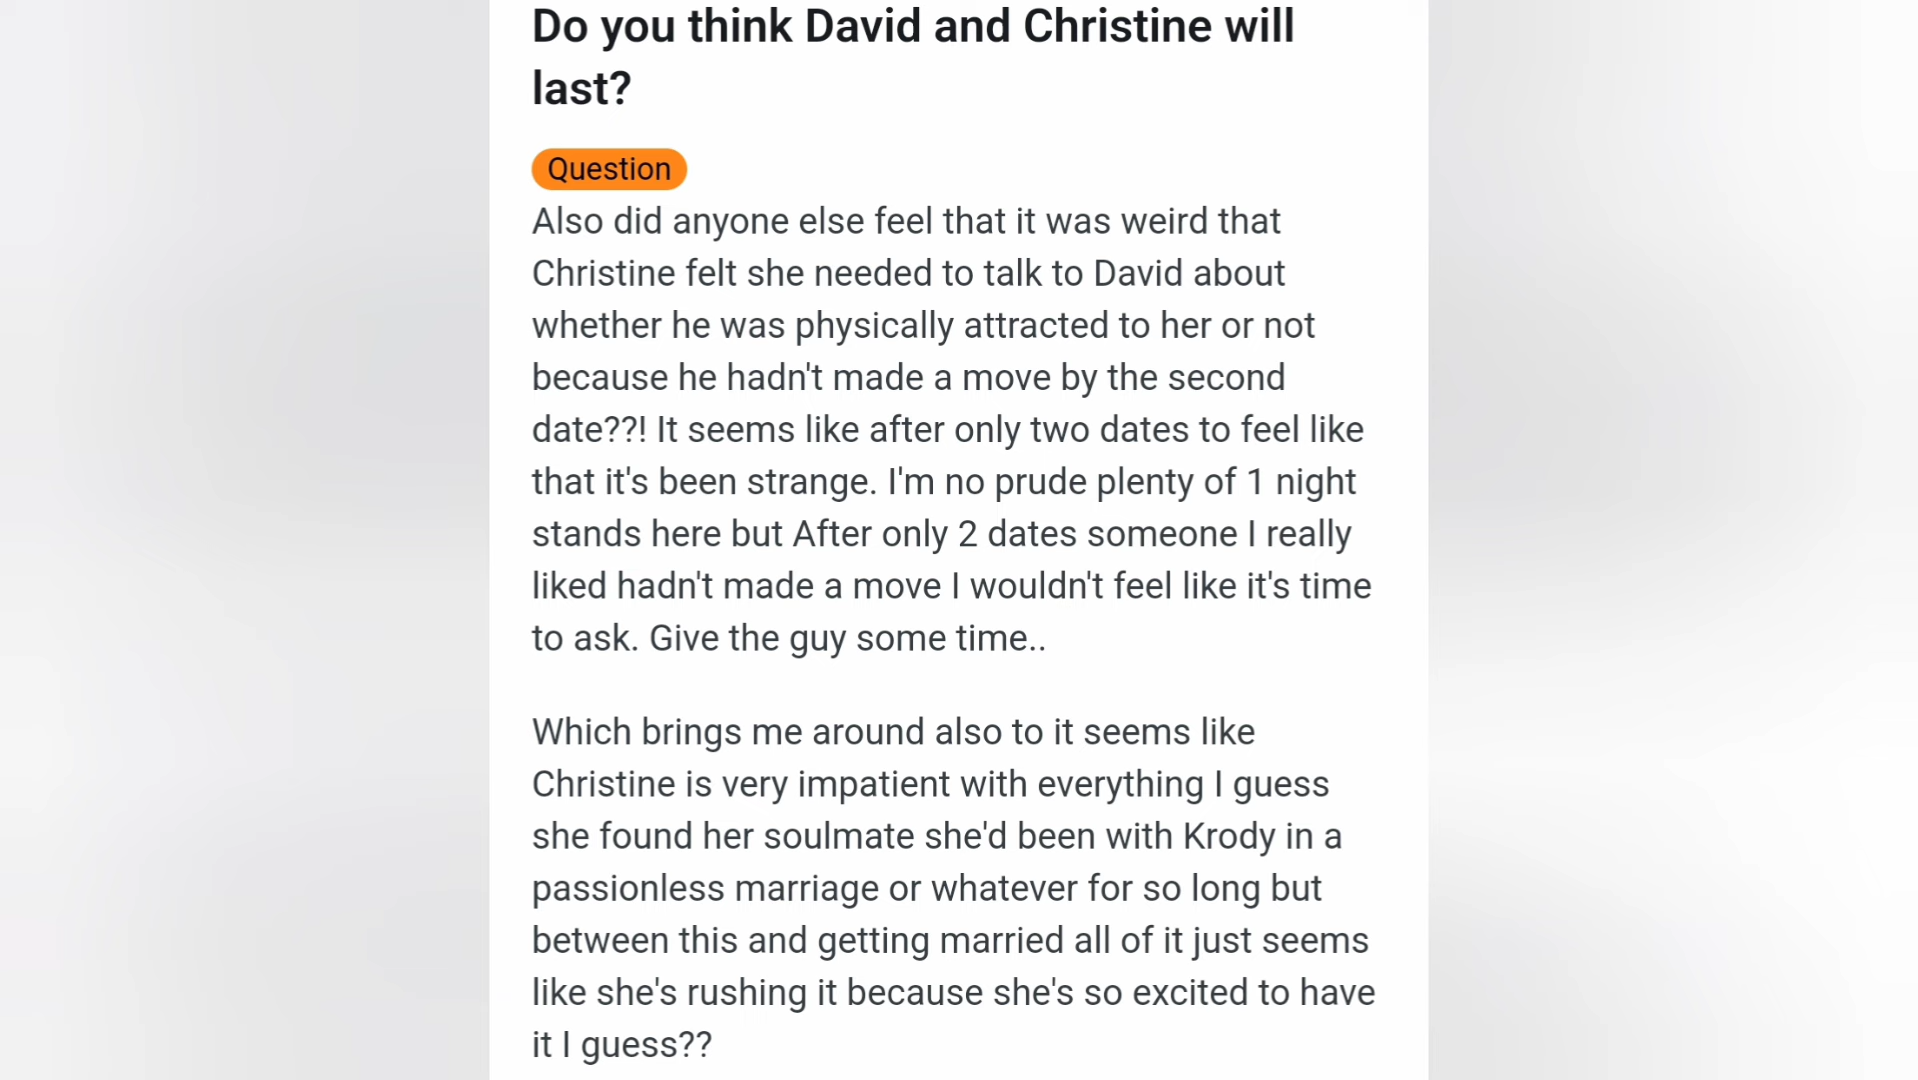 Do you think David and Christine will
last?
Question
Also did anyone else feel that it was weird that
Christine felt she needed to talk to David about
whether he was physically attracted to her or not
because he hadn't made a move by the second
date??! It seems like after only two dates to feel like
that it's been strange. I'm no prude plenty of 1 night
stands here but After only 2 dates someone I really
liked hadn't made a move I wouldn't feel like it's time
to ask. Give the guy some time..
Which brings me around also to it seems like
Christine is very impatient with everything I guess
she found her soulmate she'd been with Krody in a
passionless marriage or whatever for so long but
between this and getting married all of it just seems
like she's rushing it because she's so excited to have
it I guess??